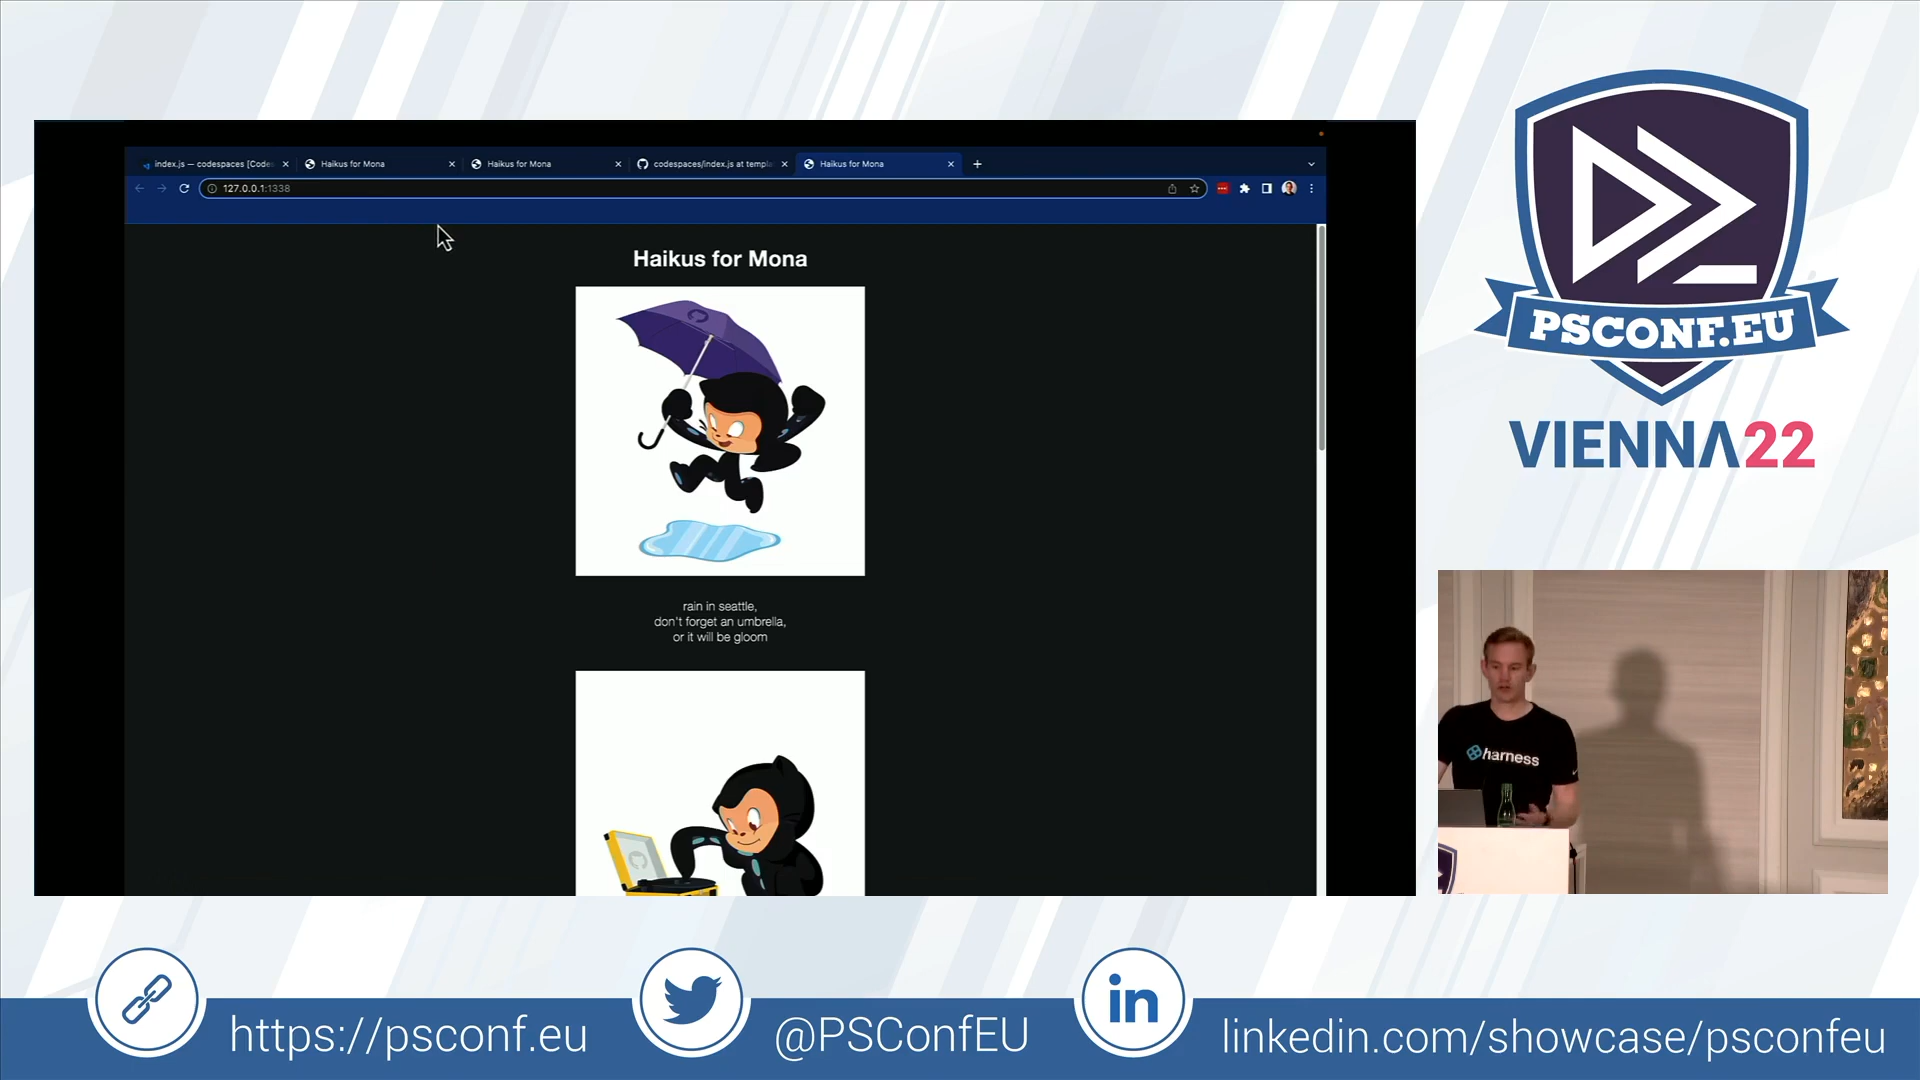 index.js — codespaces [Codes
Haikus for Mona
Haikus for Mona
codespaces/index.js at templa
Haikus for Mona
127.0.0.1:1338
Haikus for Mona
rain in seattle,
don't forget an umbrella,
or it will be gloom
PSCONF.EU
VIENNA22
harness
https://psconf.eu
@PSConfEU
linkedin.com/showcase/psconfeu